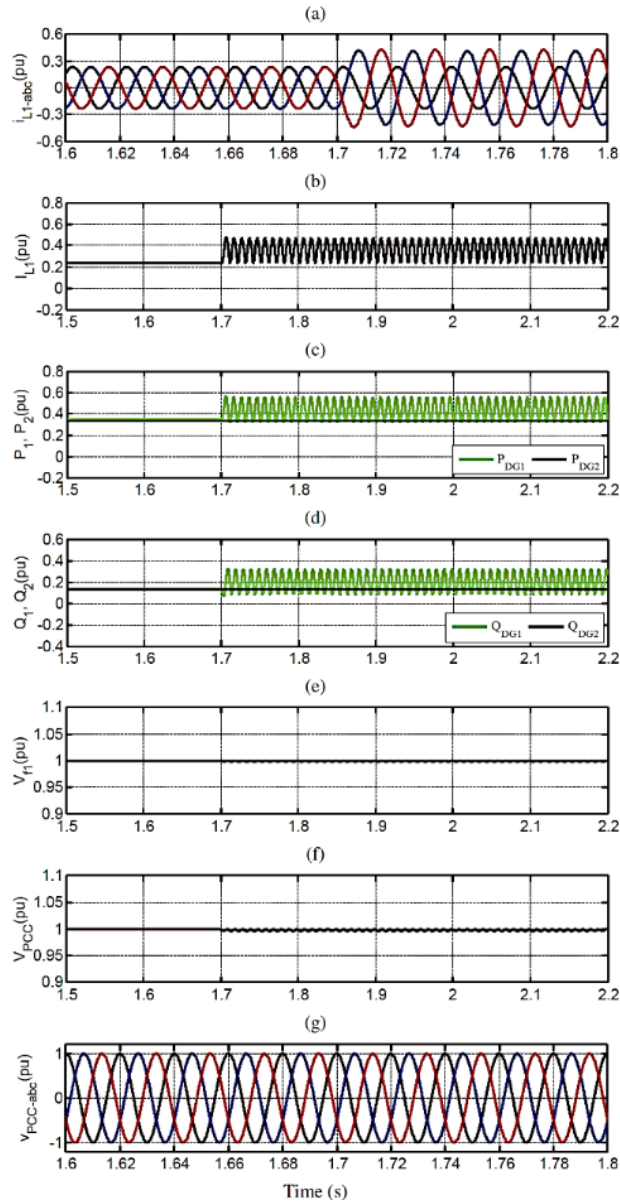 (a)
i_L1-abc(pu)
0.6
0.3
0
-0.3
-0.6
1.6 1.62 1.64 1.66 1.68 1.7 1.72 1.74 1.76 1.78 1.8
(b)
I_L1(pu)
0.8
0.6
0.4
0.2
0
-0.2
1.5 1.6 1.7 1.8 1.9 2 2.1 2.2
(c)
P_1, P_2(pu)
0.8
0.6
0.4
0.2
0
-0.2
P_DG1 P_DG2
1.5 1.6 1.7 1.8 1.9 2 2.1 2.2
(d)
Q_1, Q_2(pu)
0.6
0.4
0.2
0
-0.2
-0.4
Q_DG1 Q_DG2
1.5 1.6 1.7 1.8 1.9 2 2.1 2.2
(e)
V_f1(pu)
1.1
1.05
1
0.95
0.9
1.5 1.6 1.7 1.8 1.9 2 2.1 2.2
(f)
V_PCC(pu)
1.1
1.05
1
0.95
0.9
1.5 1.6 1.7 1.8 1.9 2 2.1 2.2
(g)
v_PCC-abc(pu)
1
0
-1
1.6 1.62 1.64 1.66 1.68 1.7 1.72 1.74 1.76 1.78 1.8
Time (s)